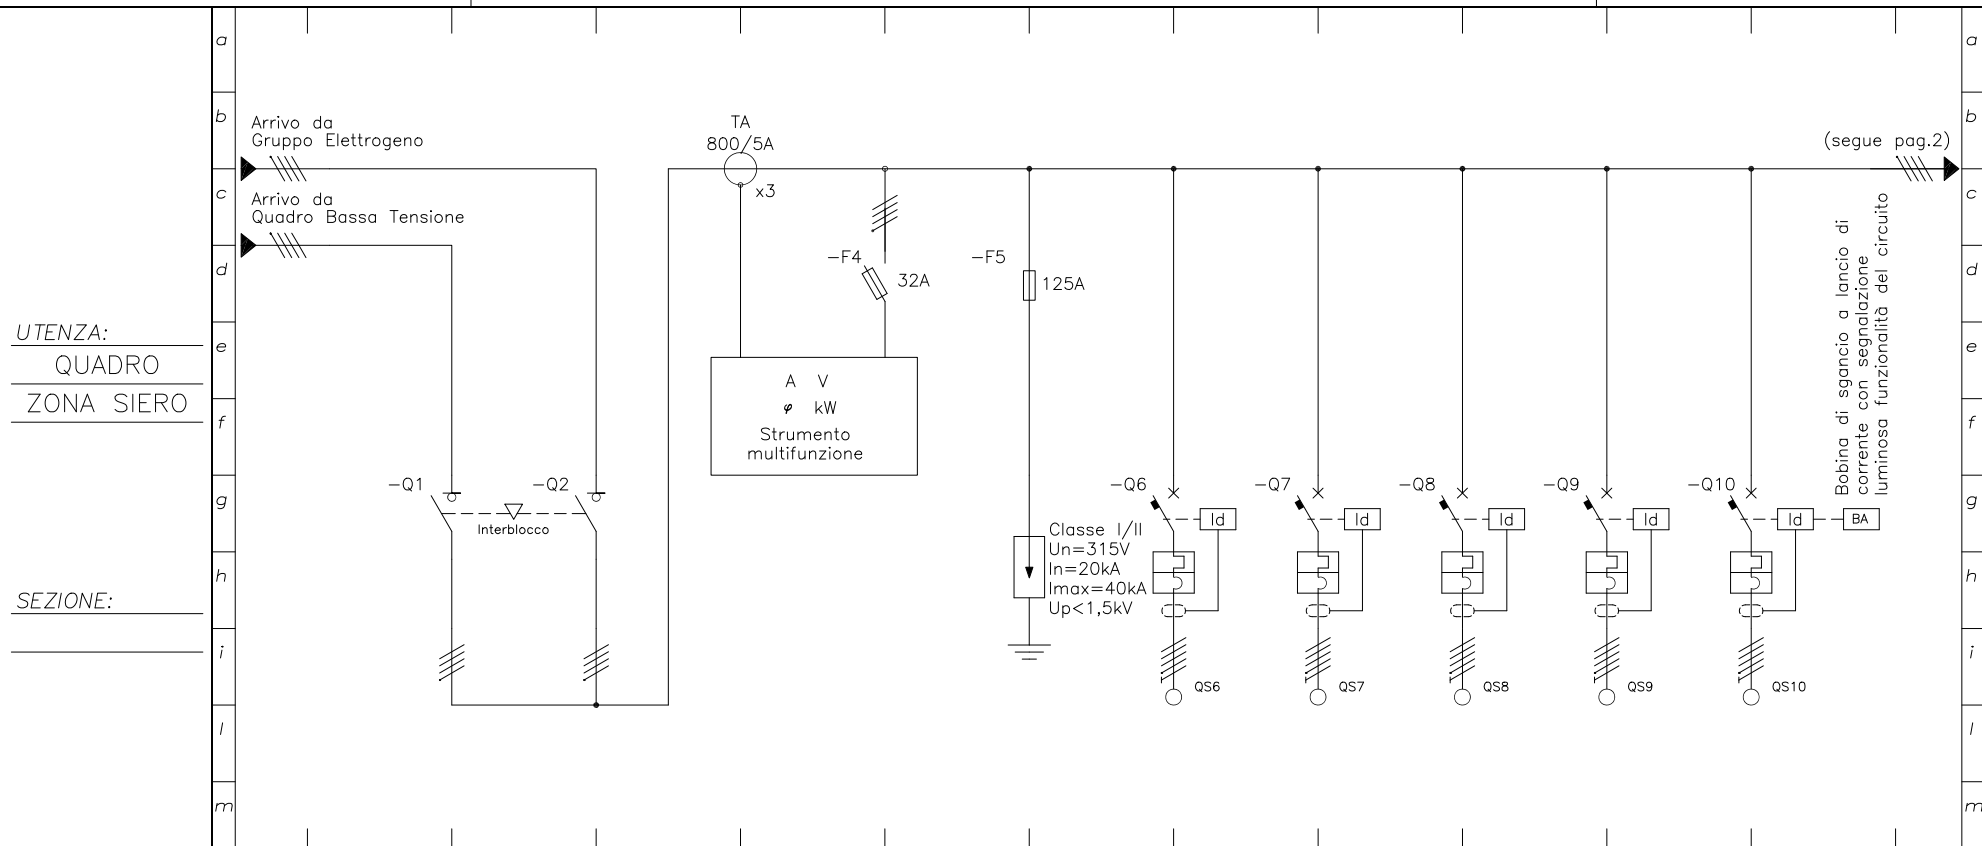 a
a
b
b
c
c
d
d
e
e
f
f
g
g
h
h
i
i
l
l
m
m
UTENZA:
QUADRO
ZONA SIERO
SEZIONE:
Arrivo da
Gruppo Elettrogeno
Arrivo da
Quadro Bassa Tensione
TA
800/5A
x3
(segue pag.2)
-F4
32A
-F5
125A
A V
φ kW
Strumento
multifunzione
-Q1
-Q2
Interblocco
Classe I/II
Un=315V
In=20kA
Imax=40kA
Up<1,5kV
-Q6
Id
QS6
-Q7
Id
QS7
-Q8
Id
QS8
-Q9
Id
QS9
-Q10
Id
BA
QS10
Bobina di sgancio a lancio di
corrente con segnalazione
luminosa funzionalità del circuito